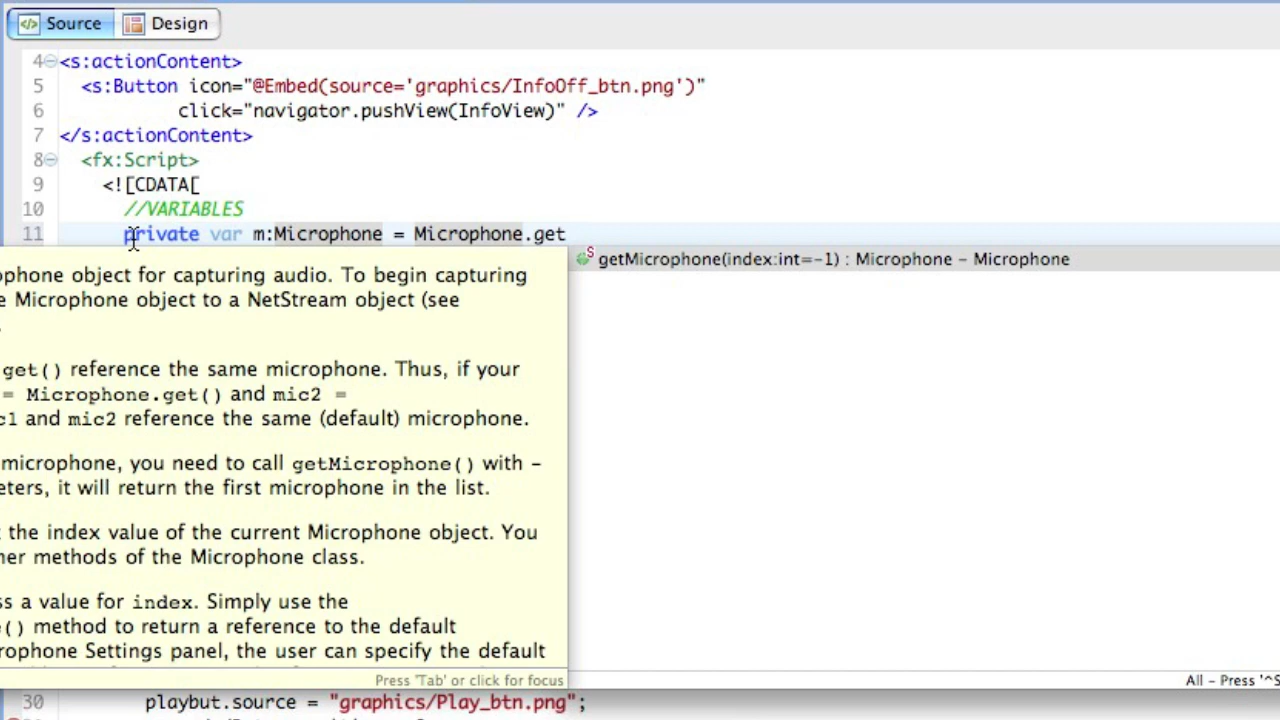 Source Design
4 <s:actionContent>
5 <s:Button icon="@Embed(source='graphics/InfoOff_btn.png')"
6 click="navigator.pushView(InfoView)" />
7 </s:actionContent>
8 <fx:Script>
9 <![CDATA[
10 //VARIABLES
11 private var m:Microphone = Microphone.get
getMicrophone(index:int=-1) : Microphone - Microphone
ophone object for capturing audio. To begin capturing
e Microphone object to a NetStream object (see
.get() reference the same microphone. Thus, if your
= Microphone.get() and mic2 =
c1 and mic2 reference the same (default) microphone.
microphone, you need to call getMicrophone() with -
eters, it will return the first microphone in the list.
the index value of the current Microphone object. You
her methods of the Microphone class.
ss a value for index. Simply use the
e() method to return a reference to the default
rophone Settings panel, the user can specify the default
Press 'Tab' or click for focus
All - Press '^S
30 playbut.source = "graphics/Play_btn.png";